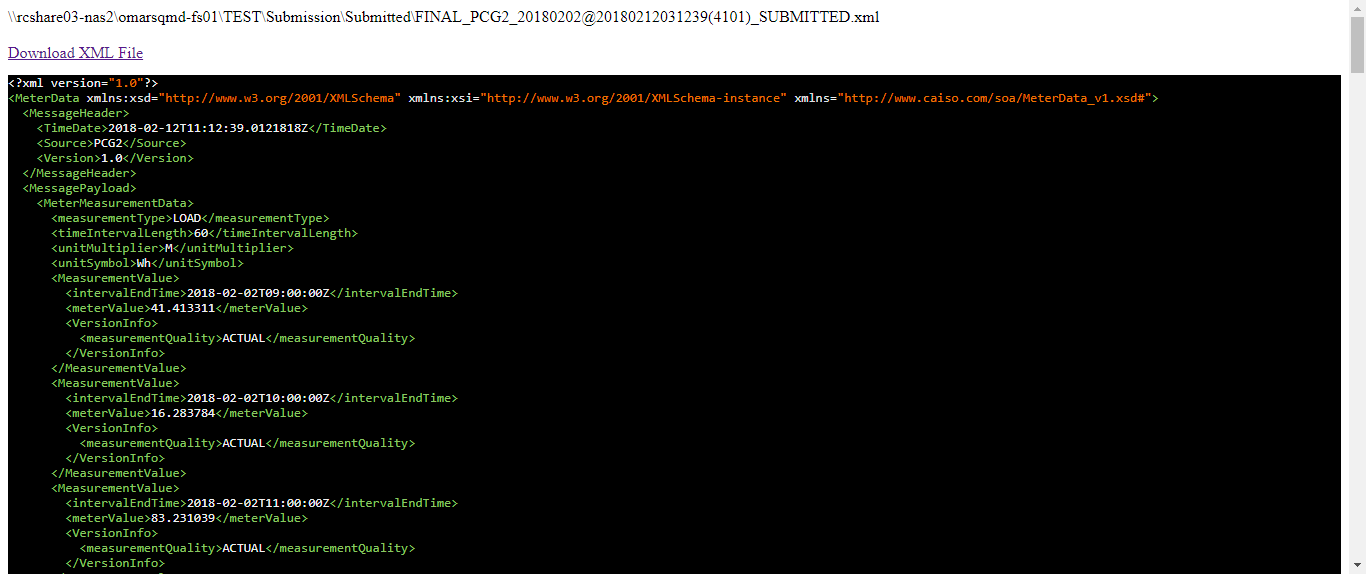 \\rcshare03-nas2\omarsqmd-fs01\TEST\Submission\Submitted\FINAL_PCG2_20180202@20180212031239(4101)_SUBMITTED.xml
Download XML File
<?xml version="1.0"?>
<MeterData xmlns:xsd="http://www.w3.org/2001/XMLSchema" xmlns:xsi="http://www.w3.org/2001/XMLSchema-instance" xmlns="http://www.caiso.com/soa/MeterData_v1.xsd#">
<MessageHeader>
<TimeDate>2018-02-12T11:12:39.0121818Z</TimeDate>
<Source>PCG2</Source>
<Version>1.0</Version>
</MessageHeader>
<MessagePayload>
<MeterMeasurementData>
<measurementType>LOAD</measurementType>
<timeIntervalLength>60</timeIntervalLength>
<unitMultiplier>M</unitMultiplier>
<unitSymbol>Wh</unitSymbol>
<MeasurementValue>
<intervalEndTime>2018-02-02T09:00:00Z</intervalEndTime>
<meterValue>41.413311</meterValue>
<VersionInfo>
<measurementQuality>ACTUAL</measurementQuality>
</VersionInfo>
</MeasurementValue>
<MeasurementValue>
<intervalEndTime>2018-02-02T10:00:00Z</intervalEndTime>
<meterValue>16.283784</meterValue>
<VersionInfo>
<measurementQuality>ACTUAL</measurementQuality>
</VersionInfo>
</MeasurementValue>
<MeasurementValue>
<intervalEndTime>2018-02-02T11:00:00Z</intervalEndTime>
<meterValue>83.231039</meterValue>
<VersionInfo>
<measurementQuality>ACTUAL</measurementQuality>
</VersionInfo>